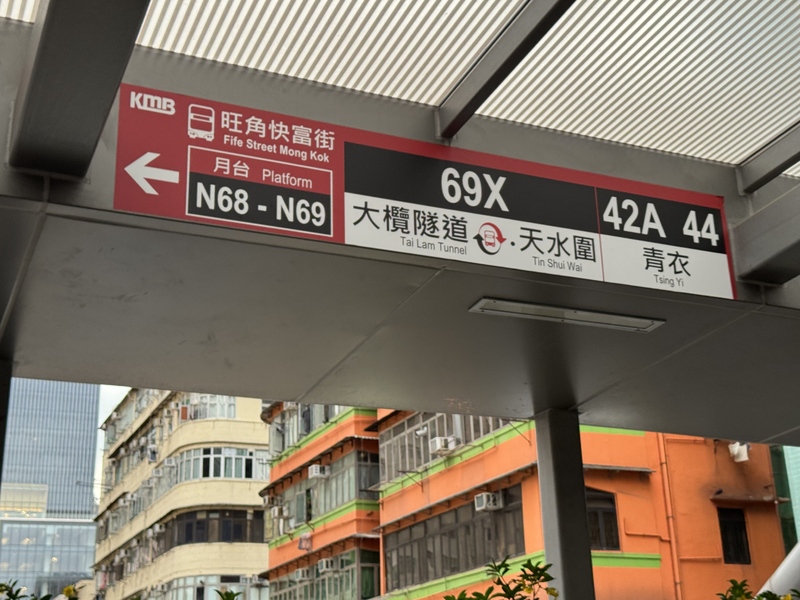 KMB
旺角快富街
Fife Street Mong Kok
月台 Platform
N68 - N69
69X
大欖隧道 · 天水圍
Tai Lam Tunnel Tin Shui Wai
42A 44
青衣
Tsing Yi